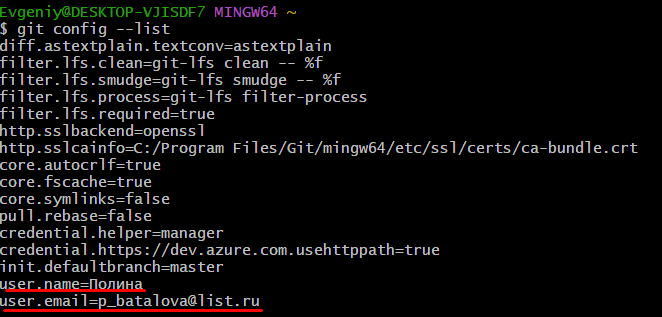 Evgeniy@DESKTOP-VJISDF7 MINGW64 ~
$ git config --list
diff.astextplain.textconv=astextplain
filter.lfs.clean=git-lfs clean -- %f
filter.lfs.smudge=git-lfs smudge -- %f
filter.lfs.process=git-lfs filter-process
filter.lfs.required=true
http.sslbackend=openssl
http.sslcainfo=C:/Program Files/Git/mingw64/etc/ssl/certs/ca-bundle.crt
core.autocrlf=true
core.fscache=true
core.symlinks=false
pull.rebase=false
credential.helper=manager
credential.https://dev.azure.com.usehttppath=true
init.defaultbranch=master
user.name=Полина
user.email=p_batalova@list.ru